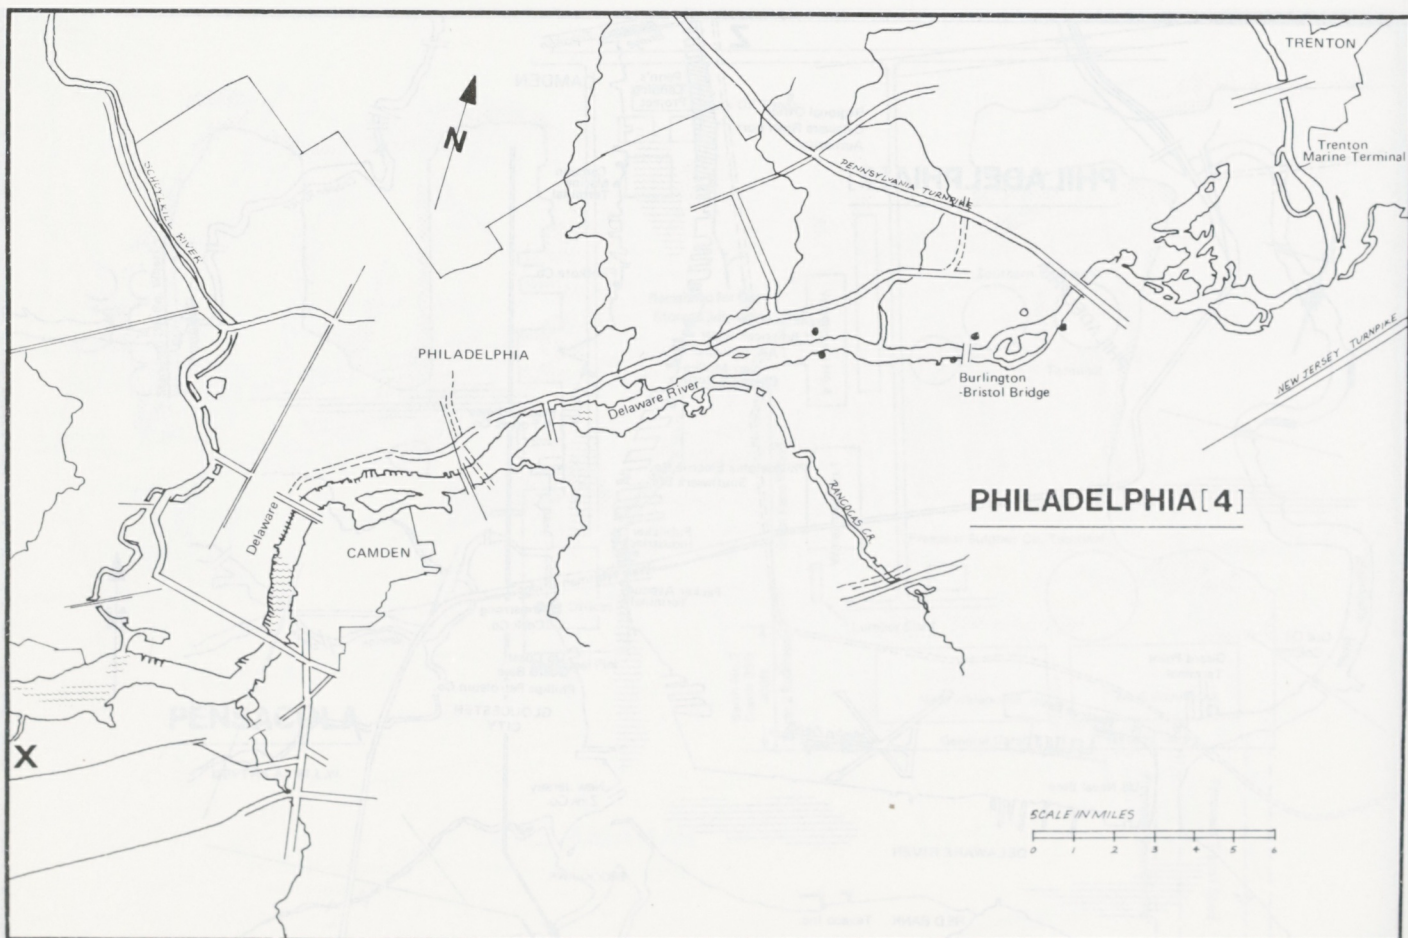 TRENTON
N
Trenton
Marine Terminal
PENNSYLVANIA TURNPIKE
SCHOYLKILL RIVER
PHILADELPHIA
NEW JERSEY TURNPIKE
Burlington
-Bristol Bridge
Delaware River
RANCOCAS CR.
PHILADELPHIA [4]
Delaware
CAMDEN
X
SCALE IN MILES
0 1 2 3 4 5 6